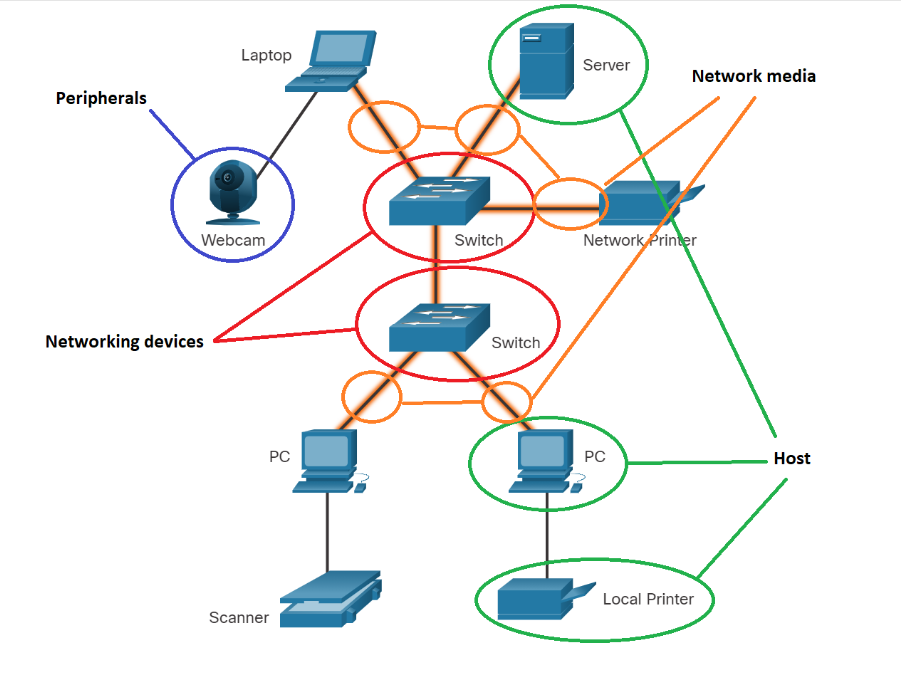 Laptop
Server
Network media
Peripherals
Webcam
Switch
Network Printer
Networking devices
Switch
PC
PC
Host
Scanner
Local Printer